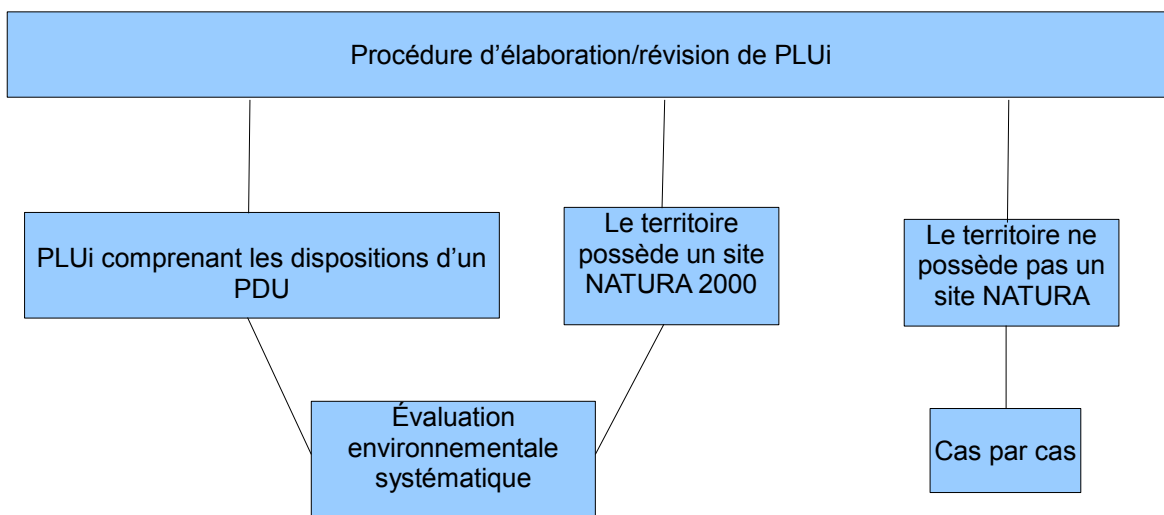 Procédure d'élaboration/révision de PLUi
PLUi comprenant les dispositions d'un
PDU
Le territoire
possède un site
NATURA 2000
Le territoire ne
possède pas un
site NATURA
Évaluation
environnementale
systématique
Cas par cas